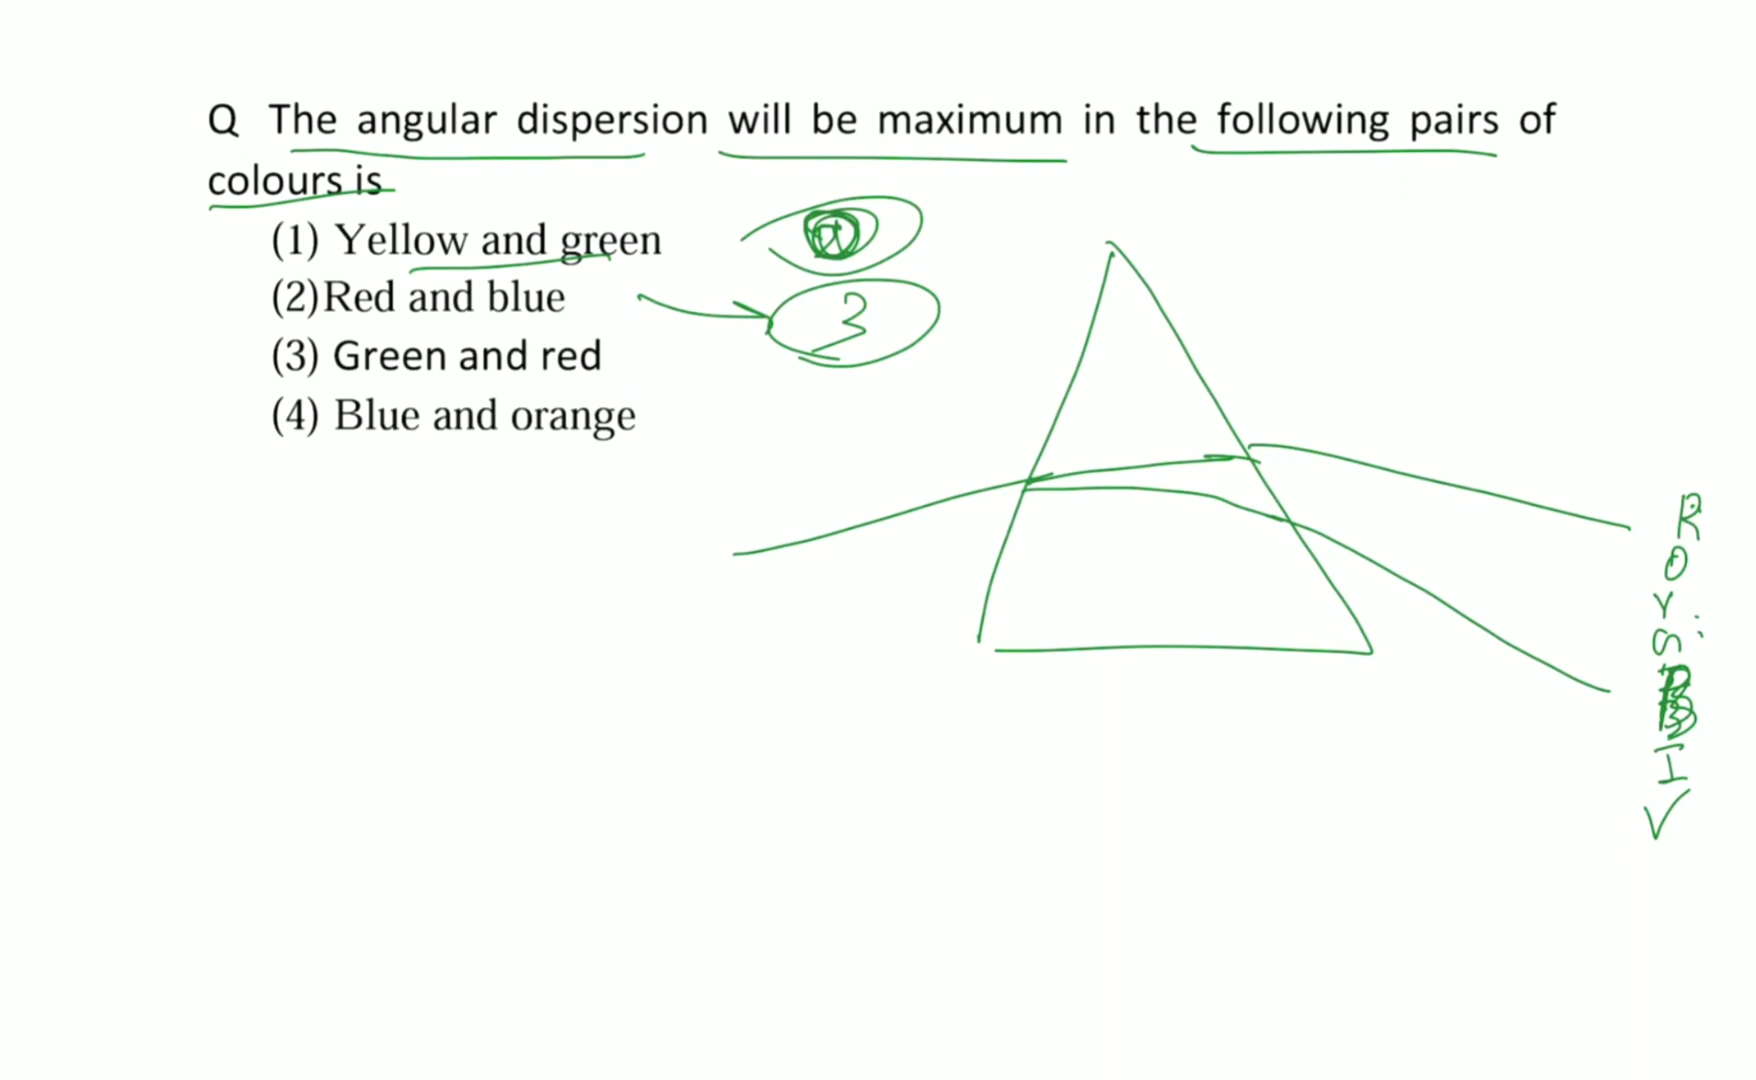 Q The angular dispersion will be maximum in the following pairs of
colours is
(1) Yellow and green
(2)Red and blue
3
(3) Green and red
(4) Blue and orange
R
O
Y
G
B
I
V